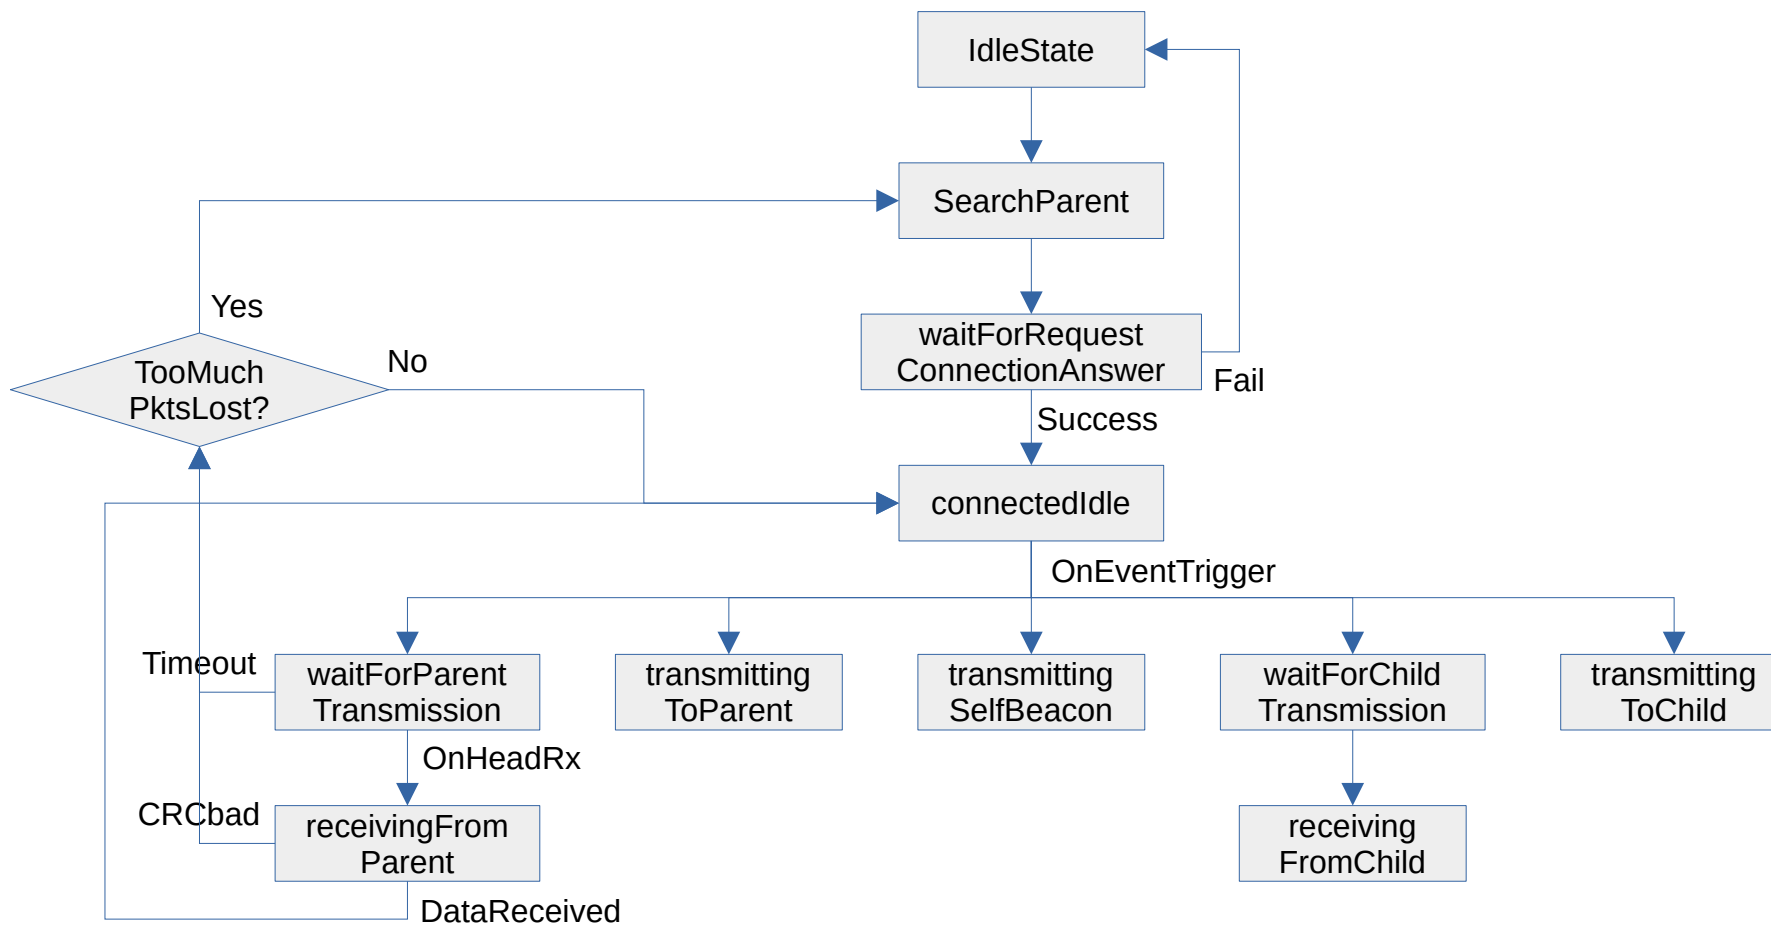 IdleState
SearchParent
Yes
TooMuch
PktsLost?
No
waitForRequest
ConnectionAnswer
Fail
Success
connectedIdle
OnEventTrigger
Timeout
waitForParent
Transmission
transmitting
ToParent
transmitting
SelfBeacon
waitForChild
Transmission
transmitting
ToChild
OnHeadRx
CRCbad
receivingFrom
Parent
receiving
FromChild
DataReceived